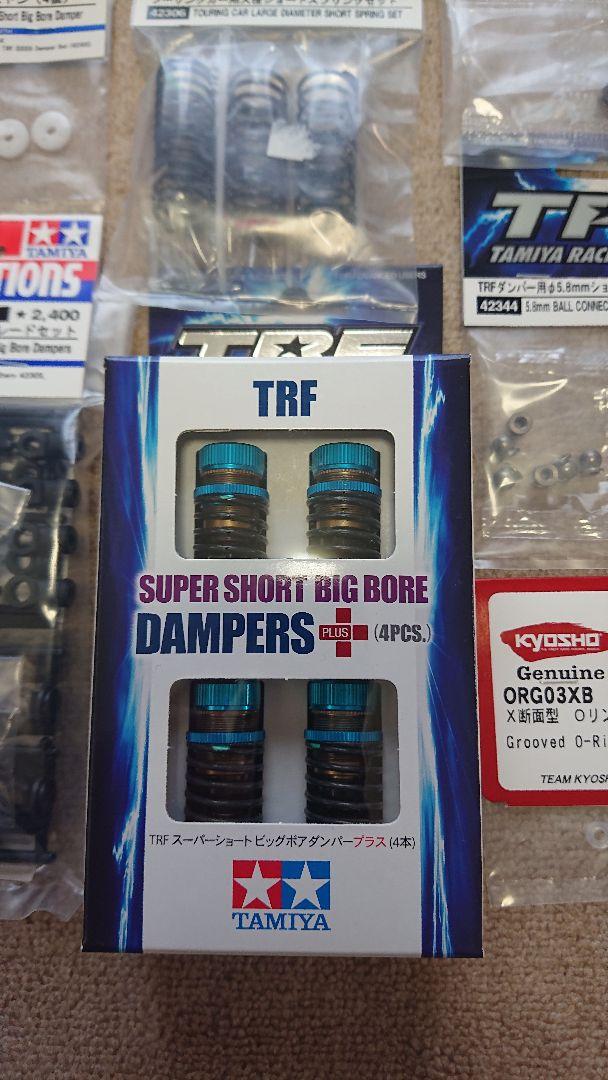 Short Big Bore Damper
42306 TOURING CAR LARGE DIAMETER SHORT SPRING SET
TAMIYA
TIONS
★2,400
レードセット
Big Bore Dampers
TRF
TAMIYA RAC
TRFダンパー用φ5.8mmショ
42344 5.8mm BALL CONNEC
TRF
SUPER SHORT BIG BORE
DAMPERS PLUS (4PCS.)
TRF スーパーショート ビッグボアダンパープラス (4本)
TAMIYA
KYOSHO
Genuine
ORG03XB
X断面型 Oリン
Grooved O-Ri
TEAM KYOSH